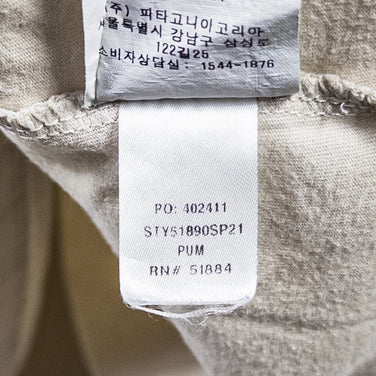 (주) 파타고니아코리아
서울특별시 강남구 삼성로
122길25
소비자상담실: 1544-1876
PO: 402411
STY51890SP21
PUM
RN# 51884